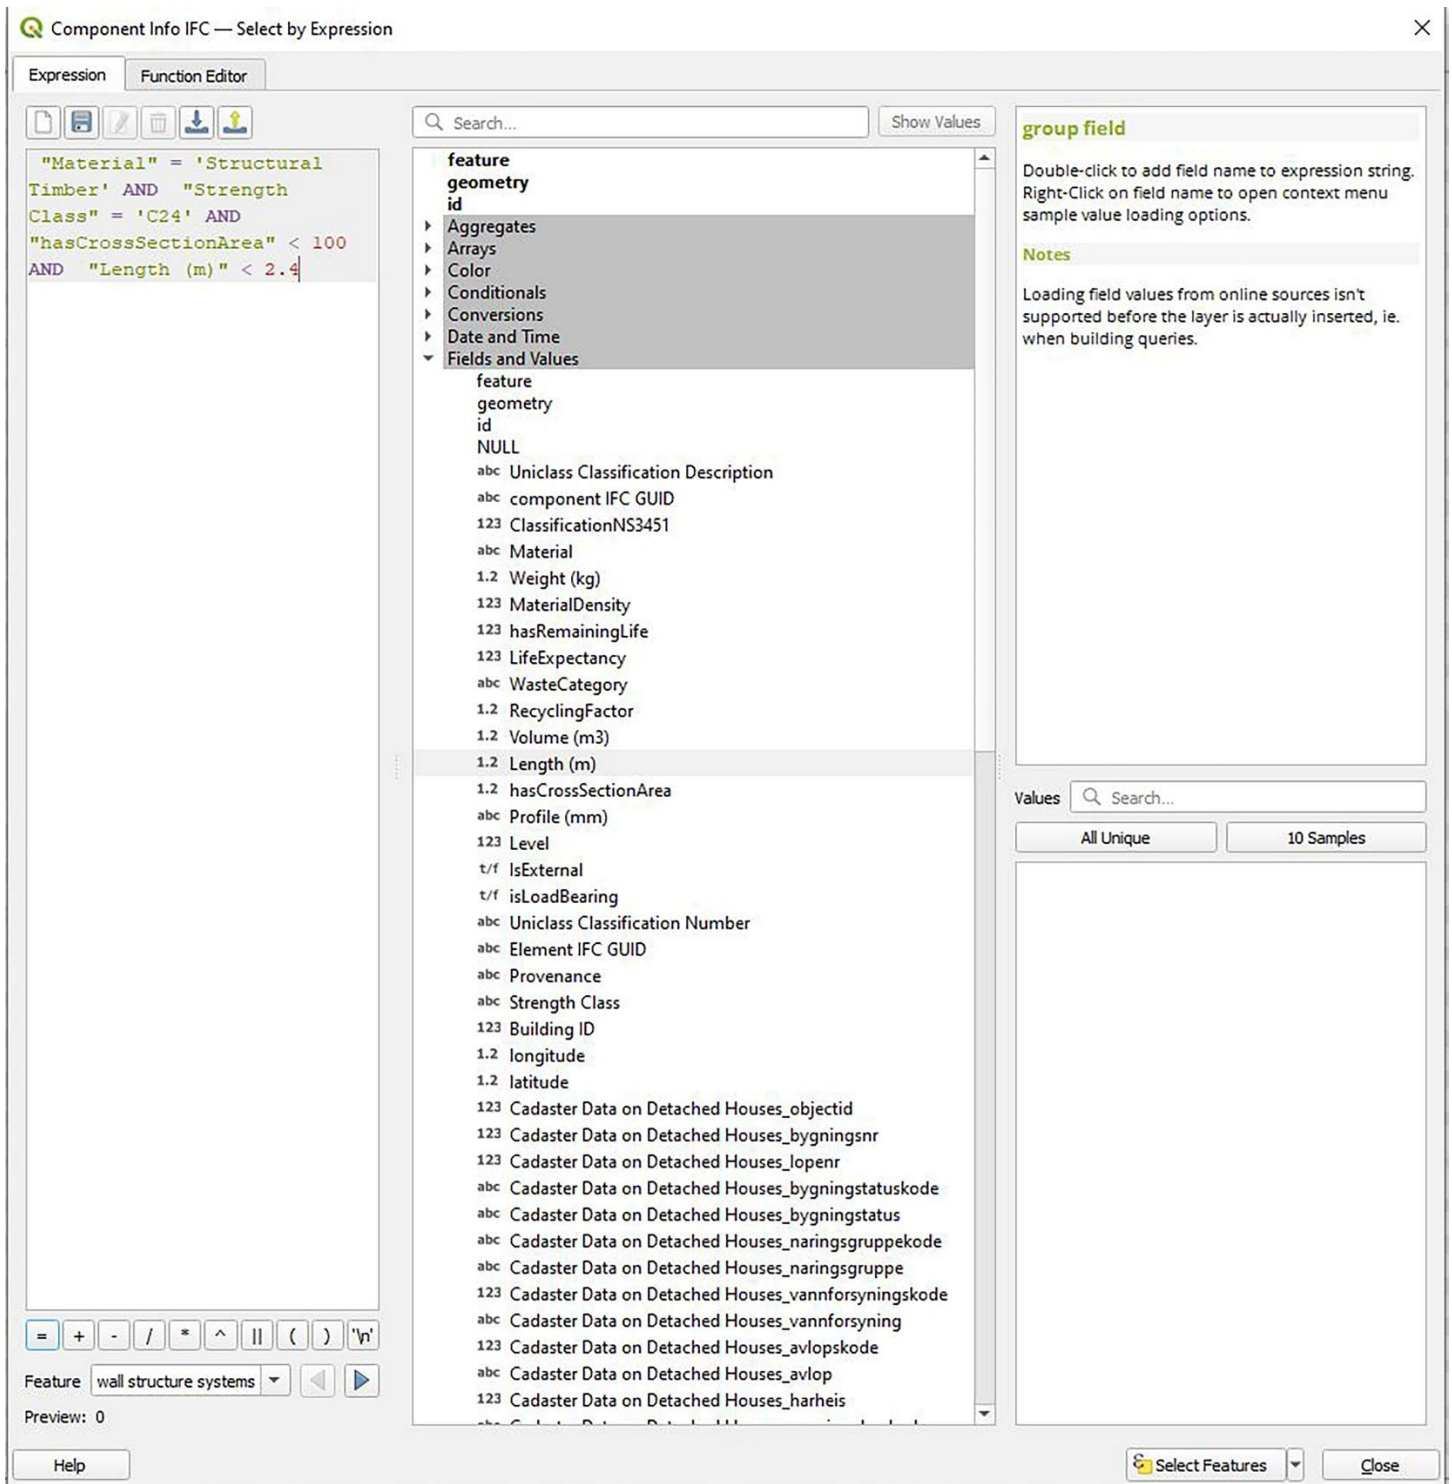 Component Info IFC — Select by Expression
Expression
Function Editor
Search...
Show Values
"Material" = 'Structural
Timber' AND "Strength
Class" = 'C24' AND
"hasCrossSectionArea" < 100
AND "Length (m)" < 2.4
feature
geometry
id
Aggregates
Arrays
Color
Conditionals
Conversions
Date and Time
Fields and Values
feature
geometry
id
NULL
abc Uniclass Classification Description
abc component IFC GUID
123 ClassificationNS3451
abc Material
1.2 Weight (kg)
123 MaterialDensity
123 hasRemainingLife
123 LifeExpectancy
abc WasteCategory
1.2 RecyclingFactor
1.2 Volume (m3)
1.2 Length (m)
1.2 hasCrossSectionArea
abc Profile (mm)
123 Level
t/f IsExternal
t/f isLoadBearing
abc Uniclass Classification Number
abc Element IFC GUID
abc Provenance
abc Strength Class
123 Building ID
1.2 longitude
1.2 latitude
123 Cadaster Data on Detached Houses_objectid
123 Cadaster Data on Detached Houses_bygningsnr
123 Cadaster Data on Detached Houses_lopenr
abc Cadaster Data on Detached Houses_bygningstatuskode
abc Cadaster Data on Detached Houses_bygningstatus
abc Cadaster Data on Detached Houses_naringsgruppekode
abc Cadaster Data on Detached Houses_naringsgruppe
123 Cadaster Data on Detached Houses_vannforsyningskode
abc Cadaster Data on Detached Houses_vannforsyning
123 Cadaster Data on Detached Houses_avlopskode
abc Cadaster Data on Detached Houses_avlop
123 Cadaster Data on Detached Houses_harheis
group field
Double-click to add field name to expression string.
Right-Click on field name to open context menu
sample value loading options.
Notes
Loading field values from online sources isn't
supported before the layer is actually inserted, ie.
when building queries.
Values
Search...
All Unique
10 Samples
= + - / * ^ || ( ) '\n'
Feature wall structure systems
Preview: 0
Help
Select Features
Close